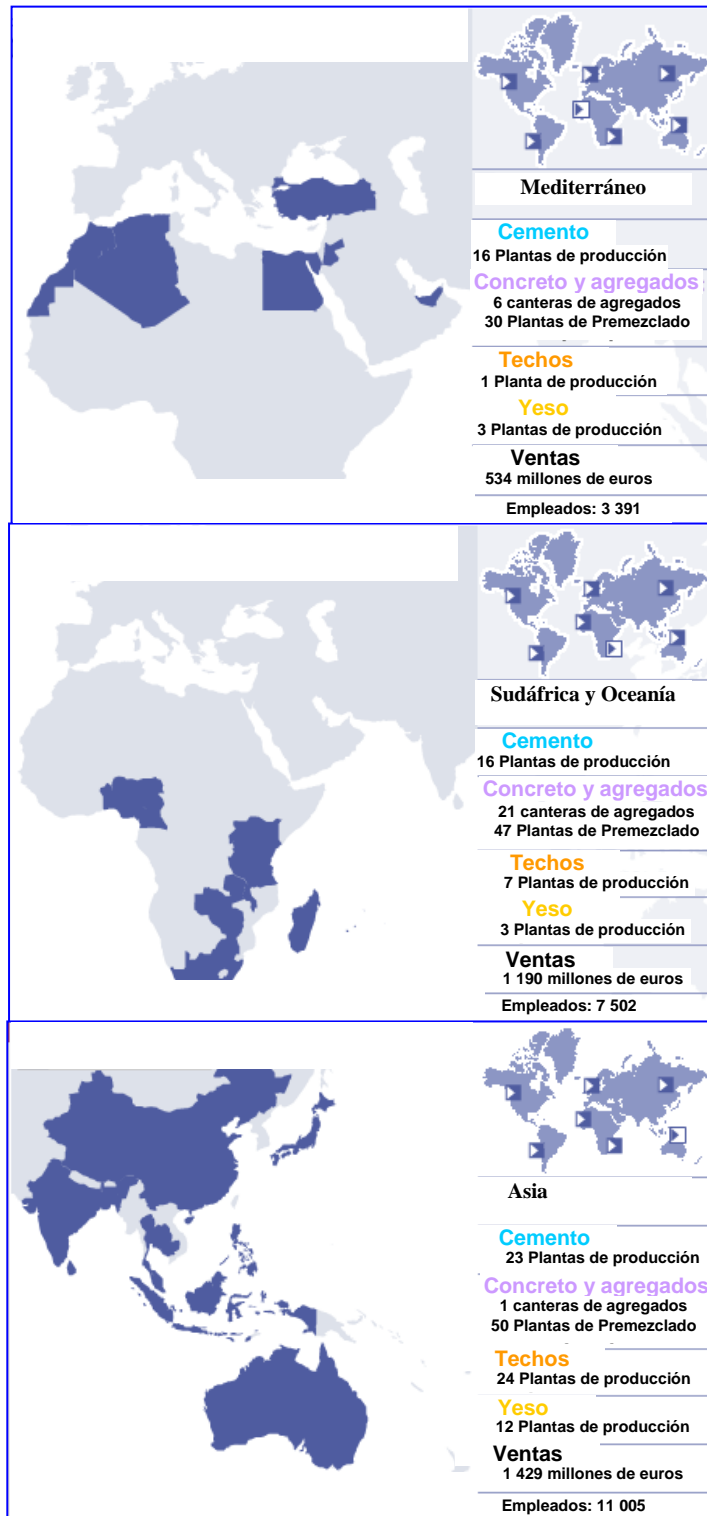 Mediterráneo
Cemento
16 Plantas de producción
Concreto y agregados
6 canteras de agregados
30 Plantas de Premezclado
Techos
1 Planta de producción
Yeso
3 Plantas de producción
Ventas
534 millones de euros
Empleados: 3 391
Sudáfrica y Oceanía
Cemento
16 Plantas de producción
Concreto y agregados
21 canteras de agregados
47 Plantas de Premezclado
Techos
7 Plantas de producción
Yeso
3 Plantas de producción
Ventas
1 190 millones de euros
Empleados: 7 502
Asia
Cemento
23 Plantas de producción
Concreto y agregados
1 canteras de agregados
50 Plantas de Premezclado
Techos
24 Plantas de producción
Yeso
12 Plantas de producción
Ventas
1 429 millones de euros
Empleados: 11 005